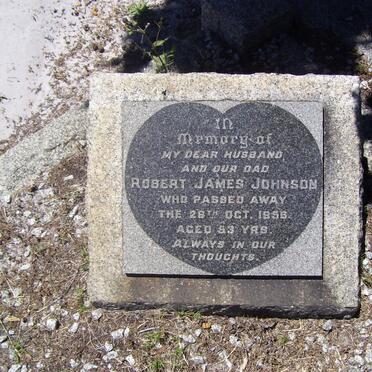 In
Memory of
MY DEAR HUSBAND
AND OUR DAD
ROBERT JAMES JOHNSON
WHO PASSED AWAY
THE 26TH OCT. 1956.
AGED 53 YRS.
ALWAYS IN OUR
THOUGHTS.